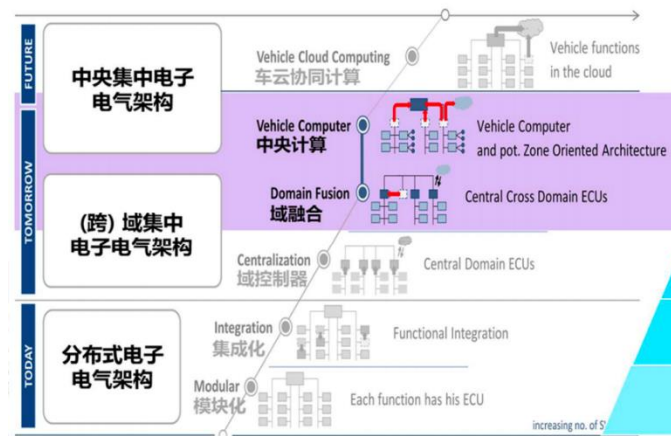 FUTURE
中央集中电子
电气架构
Vehicle Cloud Computing
车云协同计算
Vehicle functions
in the cloud
TOMORROW
Vehicle Computer
中央计算
Vehicle Computer
and pot. Zone Oriented Architecture
(跨) 域集中
电子电气架构
Domain Fusion
域融合
Central Cross Domain ECUs
Centralization
域控制器
Central Domain ECUs
TODAY
分布式电子
电气架构
Integration
集成化
Functional Integration
Modular
模块化
Each function has his ECU
increasing no. of